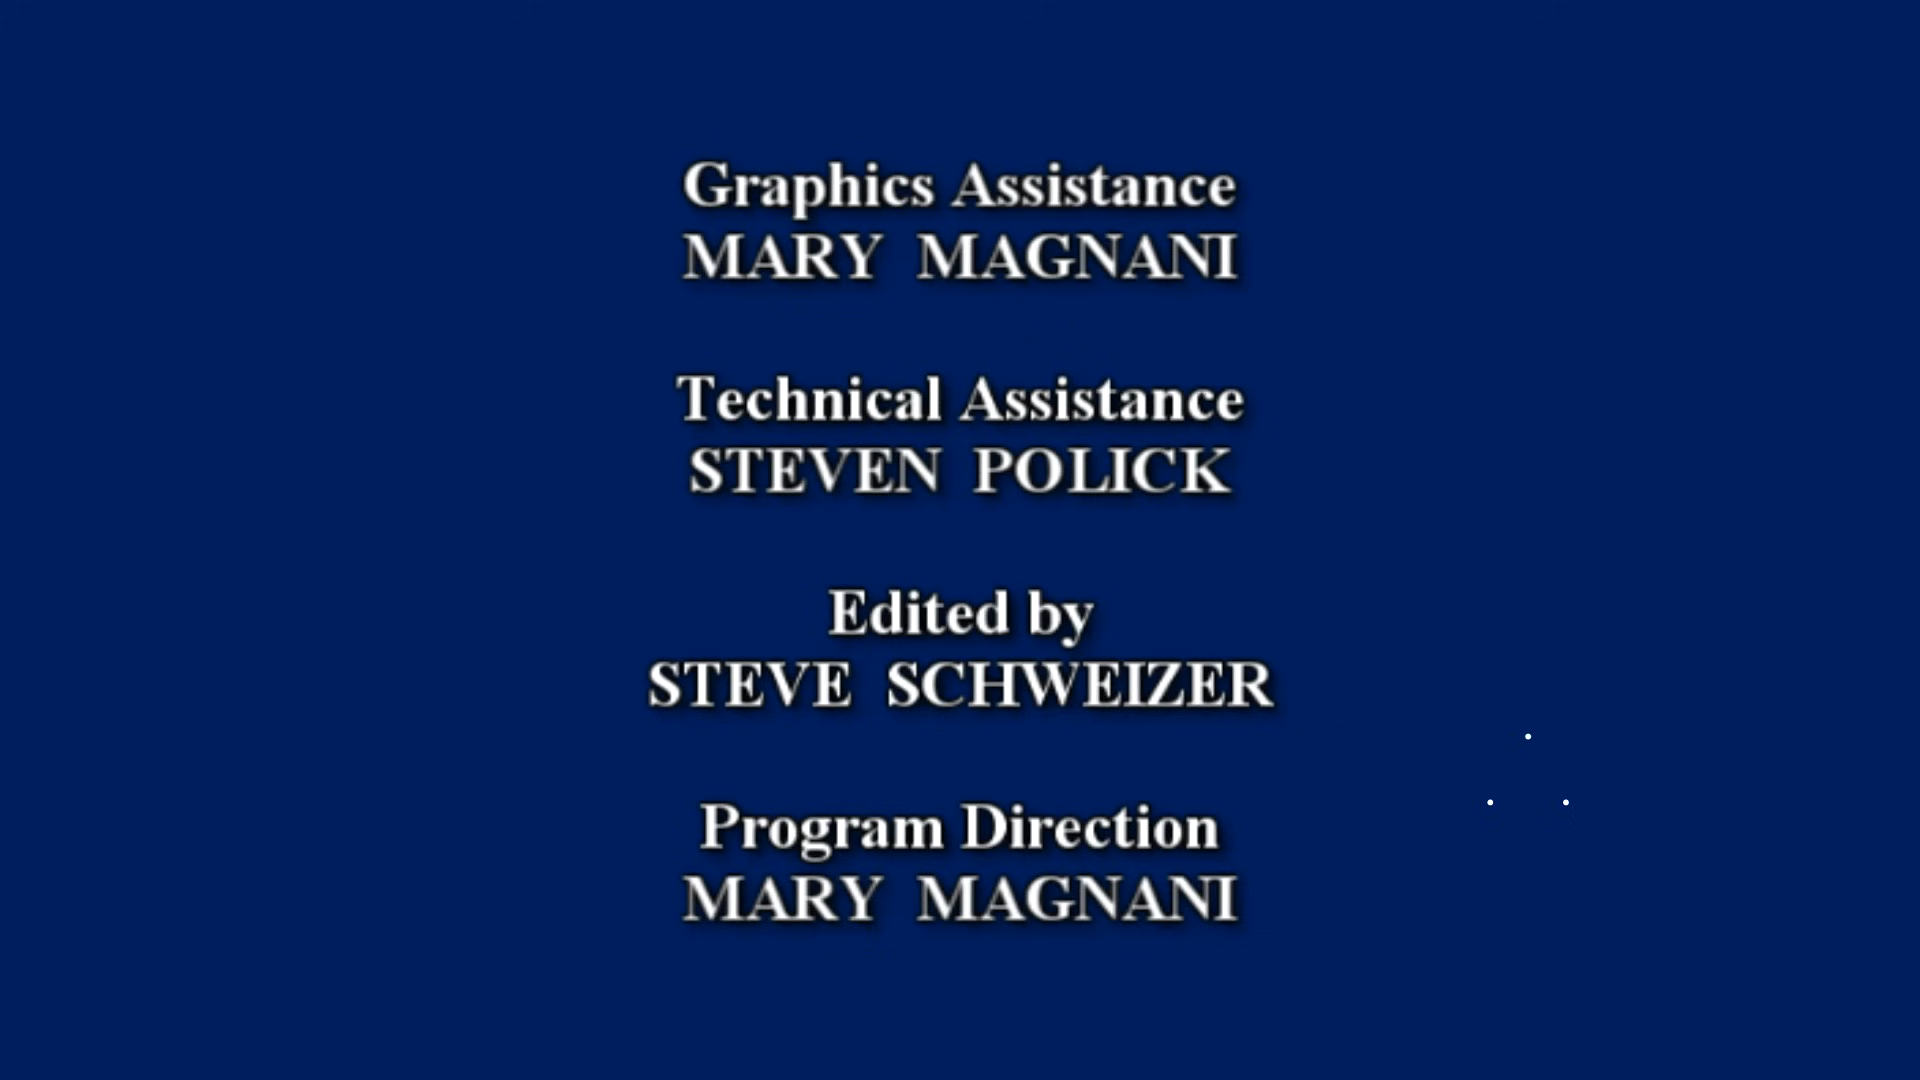 Graphics Assistance
MARY MAGNANI
Technical Assistance
STEVEN POLICK
Edited by
STEVE SCHWEIZER
Program Direction
MARY MAGNANI